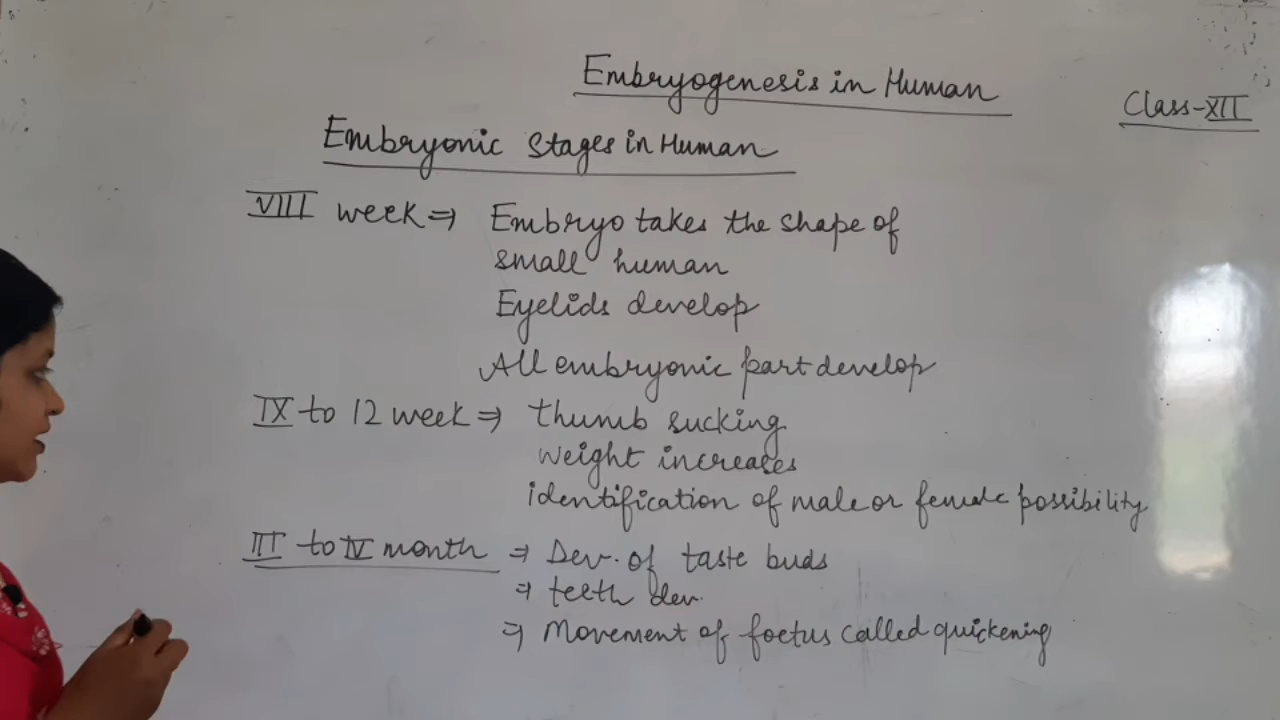 Embryogenesis in Human
Class-XII
Embryonic Stages in Human
VIII week ⇒ Embryo takes the shape of
small human
Eyelids develop
All embryonic part develop
IX to 12 week ⇒ thumb sucking
weight increases
identification of male or female possibility
III to IV month ⇒ Dev. of taste buds
⇒ teeth dev.
⇒ Movement of foetus called quickening